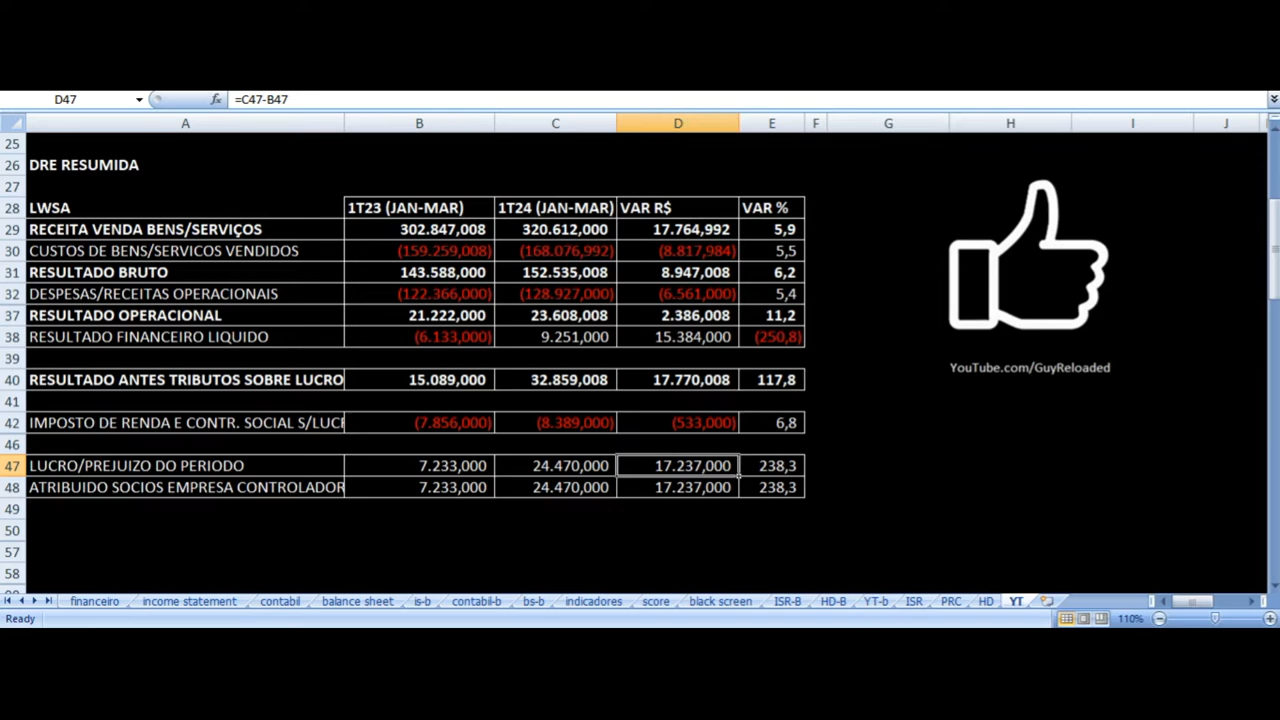 D47 fx =C47-B47
A B C D E F G H I J
25
26 DRE RESUMIDA
27
28 LWSA 1T23 (JAN-MAR) 1T24 (JAN-MAR) VAR R$ VAR %
29 RECEITA VENDA BENS/SERVIÇOS 302.847,008 320.612,000 17.764,992 5,9
30 CUSTOS DE BENS/SERVICOS VENDIDOS (159.259,008) (168.076,992) (8.817,984) 5,5
31 RESULTADO BRUTO 143.588,000 152.535,008 8.947,008 6,2
32 DESPESAS/RECEITAS OPERACIONAIS (122.366,000) (128.927,000) (6.561,000) 5,4
37 RESULTADO OPERACIONAL 21.222,000 23.608,008 2.386,008 11,2
38 RESULTADO FINANCEIRO LIQUIDO (6.133,000) 9.251,000 15.384,000 (250,8)
39
40 RESULTADO ANTES TRIBUTOS SOBRE LUCRO 15.089,000 32.859,008 17.770,008 117,8
41
42 IMPOSTO DE RENDA E CONTR. SOCIAL S/LUCR (7.856,000) (8.389,000) (533,000) 6,8
46
47 LUCRO/PREJUIZO DO PERIODO 7.233,000 24.470,000 17.237,000 238,3
48 ATRIBUIDO SOCIOS EMPRESA CONTROLADOR 7.233,000 24.470,000 17.237,000 238,3
49
50
57
58
YouTube.com/GuyReloaded
financeiro income statement contabil balance sheet is-b contabil-b bs-b indicadores score black screen ISR-B HD-B YT-b ISR PRC HD YT
Ready 110%